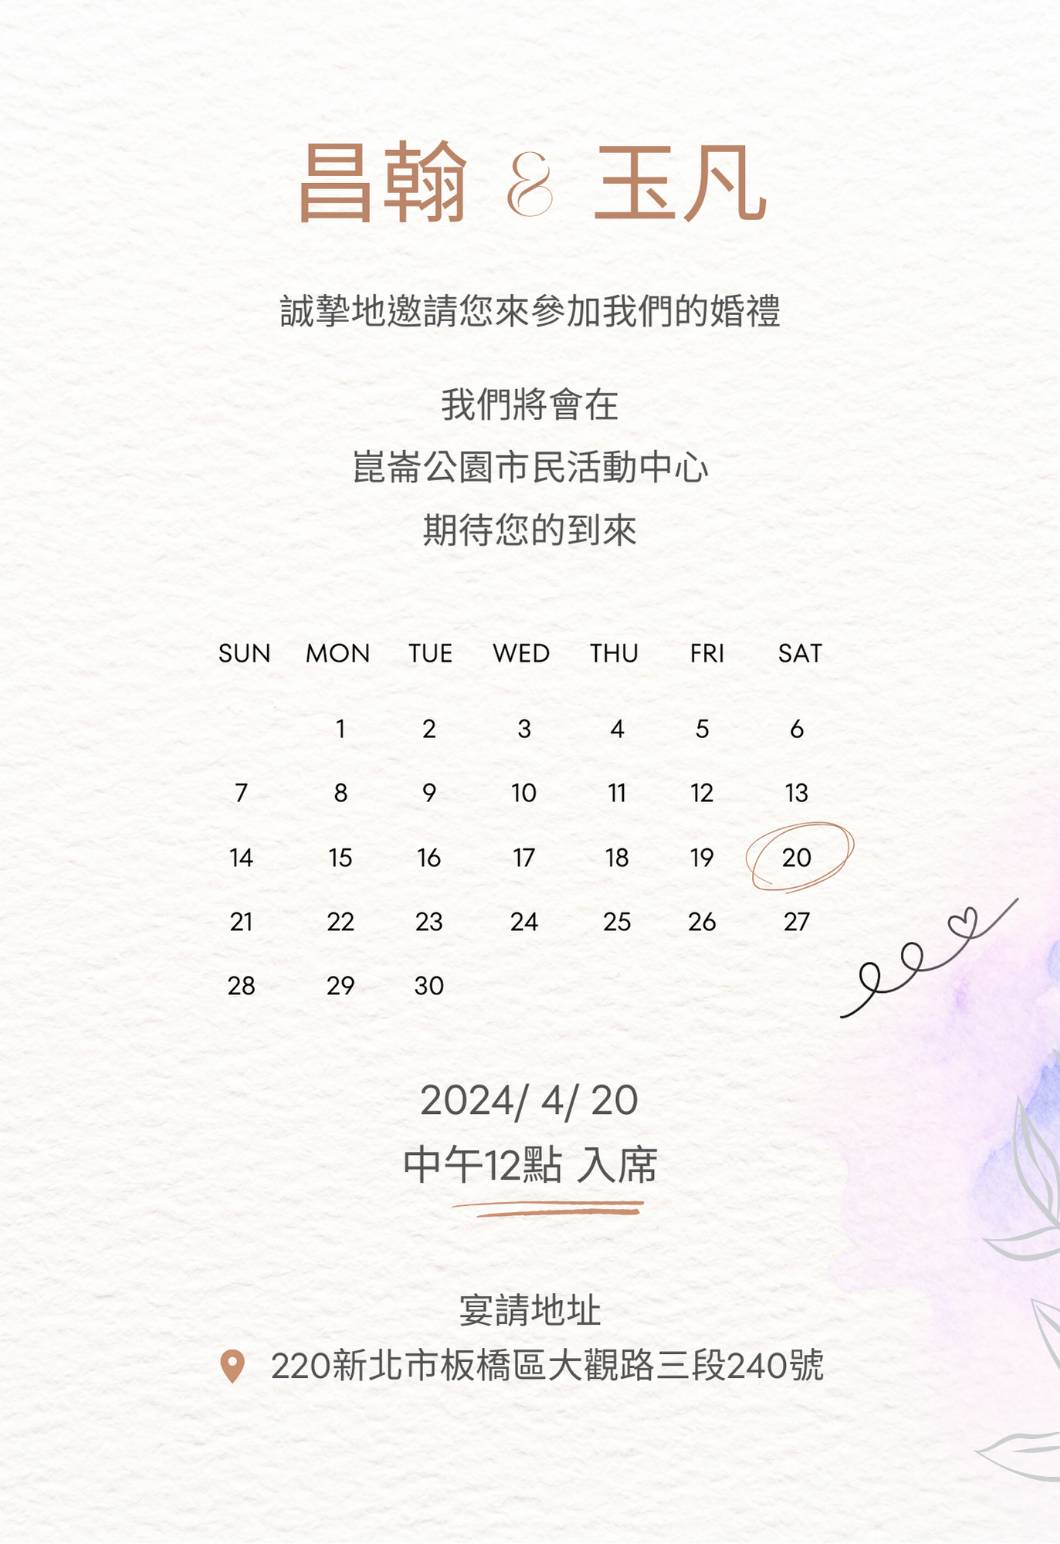 昌翰 & 玉凡
誠摯地邀請您來參加我們的婚禮
我們將會在
崑崙公園市民活動中心
期待您的到來
SUN MON TUE WED THU FRI SAT
1 2 3 4 5 6
7 8 9 10 11 12 13
14 15 16 17 18 19 20
21 22 23 24 25 26 27
28 29 30
2024/ 4/ 20
中午12點 入席
宴請地址
220新北市板橋區大觀路三段240號